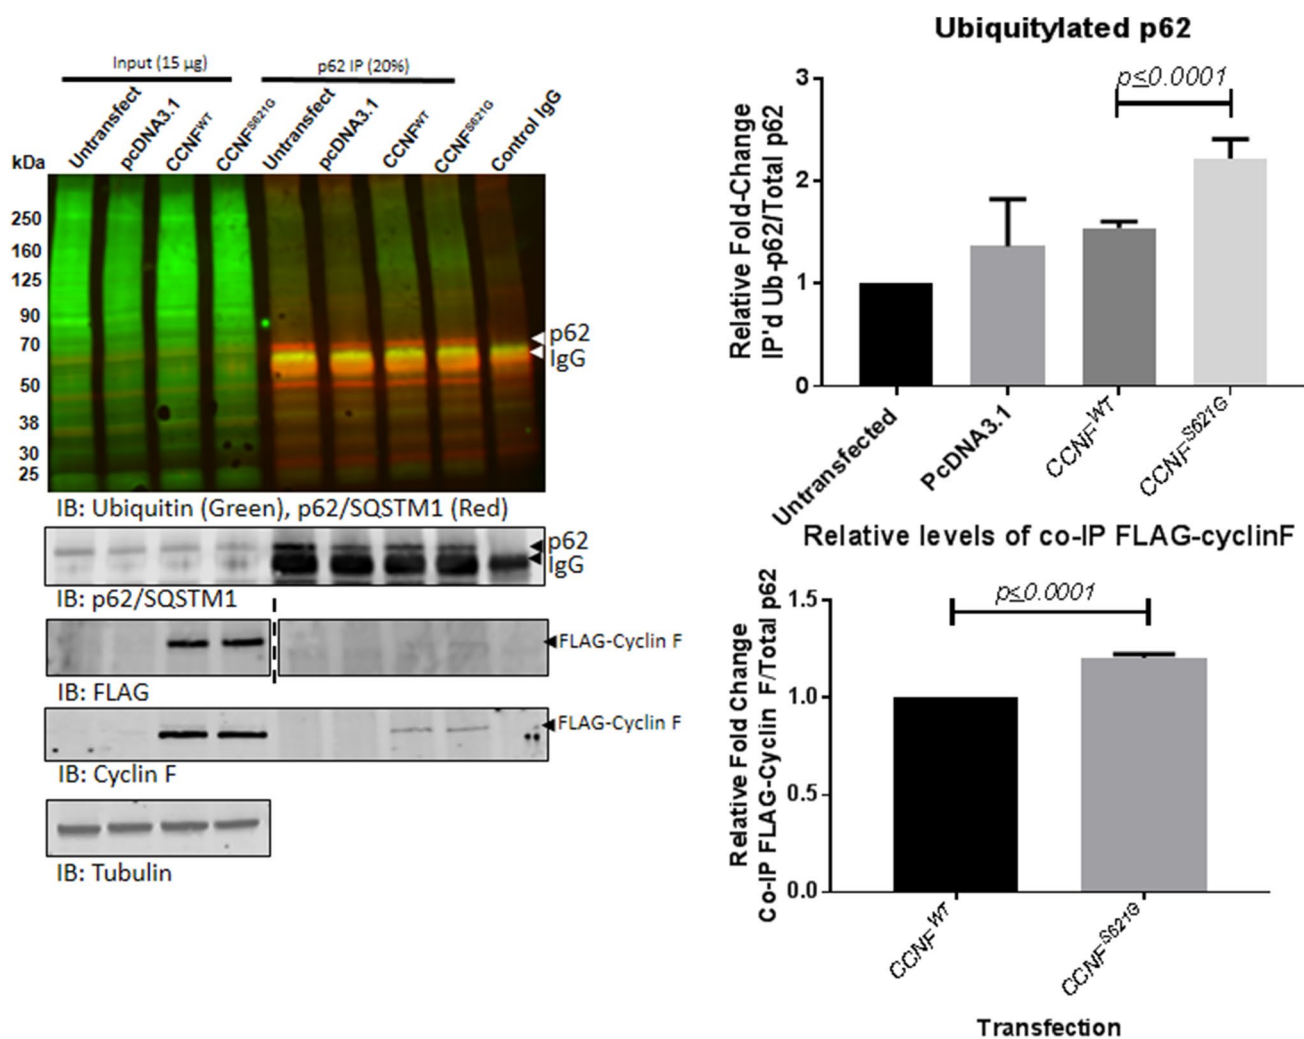 Input (15 µg)
p62 IP (20%)
Untransfect
pcDNA3.1
CCNF^WT
CCNF^S621G
Untransfect
pcDNA3.1
CCNF^WT
CCNF^S621G
Control IgG
kDa
250
160
125
90
70
50
38
30
25
p62
IgG
IB: Ubiquitin (Green), p62/SQSTM1 (Red)
p62
IgG
IB: p62/SQSTM1
FLAG-Cyclin F
IB: FLAG
FLAG-Cyclin F
IB: Cyclin F
IB: Tubulin
Ubiquitylated p62
Relative Fold-Change
IP'd Ub-p62/Total p62
3
2
1
0
p≤0.0001
Untransfected
PcDNA3.1
CCNF^WT
CCNF^S621G
Relative levels of co-IP FLAG-cyclinF
Relative Fold Change
Co-IP FLAG-Cyclin F/Total p62
1.5
1.0
0.5
0.0
p≤0.0001
CCNF^WT
CCNF^S621G
Transfection